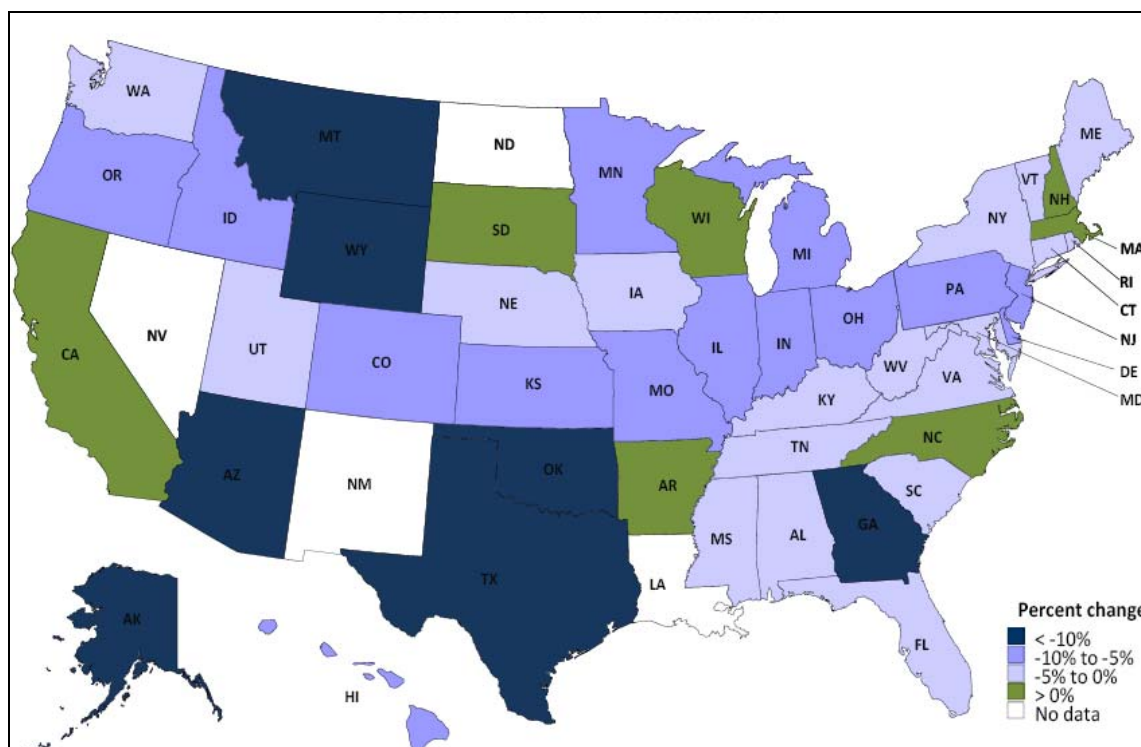 WA
MT
ND
MN
ME
VT
NH
OR
ID
SD
WI
NY
MA
RI
CT
WY
MI
NE
IA
PA
NJ
OH
NV
UT
IL
IN
DE
MD
CA
CO
KS
MO
WV
VA
KY
NC
TN
AZ
NM
OK
AR
SC
GA
MS
AL
TX
LA
AK
FL
HI
Percent change
< -10%
-10% to -5%
-5% to 0%
> 0%
No data